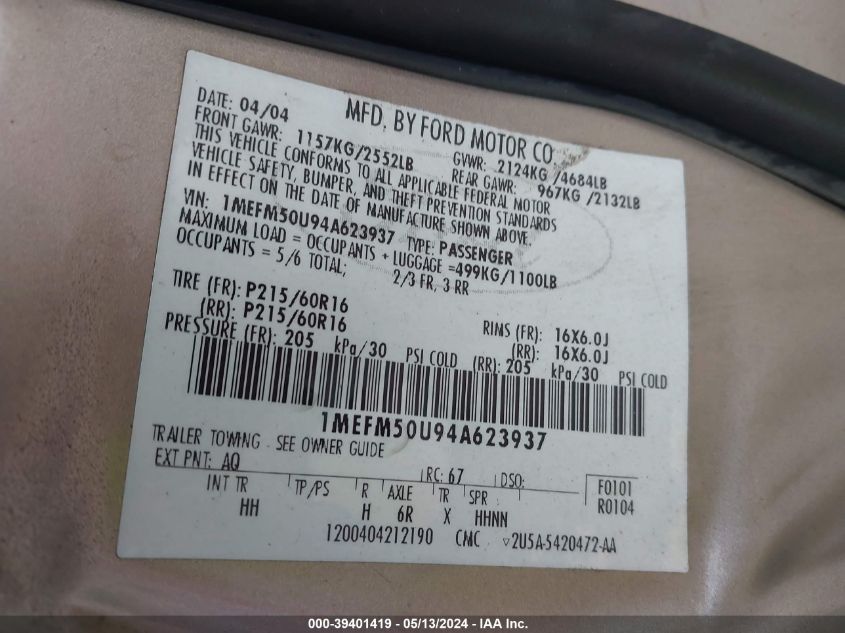 DATE: 04/04 MFD. BY FORD MOTOR CO
FRONT GAWR: 1157KG/2552LB GVWR: 2124KG/4684LB
REAR GAWR: 967KG/2132LB
THIS VEHICLE CONFORMS TO ALL APPLICABLE FEDERAL MOTOR
VEHICLE SAFETY, BUMPER, AND THEFT PREVENTION STANDARDS
IN EFFECT ON THE DATE OF MANUFACTURE SHOWN ABOVE.
VIN: 1MEFM50U94A623937 TYPE: PASSENGER
MAXIMUM LOAD = OCCUPANTS + LUGGAGE =499KG/1100LB
OCCUPANTS = 5/6 TOTAL; 2/3 FR, 3 RR
TIRE (FR): P215/60R16 RIMS (FR): 16X6.0J
(RR): P215/60R16 (RR): 16X6.0J
PRESSURE (FR): 205 kPa/30 PSI COLD (RR): 205 kPa/30 PSI COLD
1MEFM50U94A623937
TRAILER TOWING - SEE OWNER GUIDE
EXT PNT: AQ RC: 67 DSO: F0101
R0104
INT TR TP/PS R AXLE TR SPR
HH H 6R X HHNN
1200404212190 CMC ▽2U5A-5420472-AA
000-39401419 - 05/13/2024 - IAA Inc.